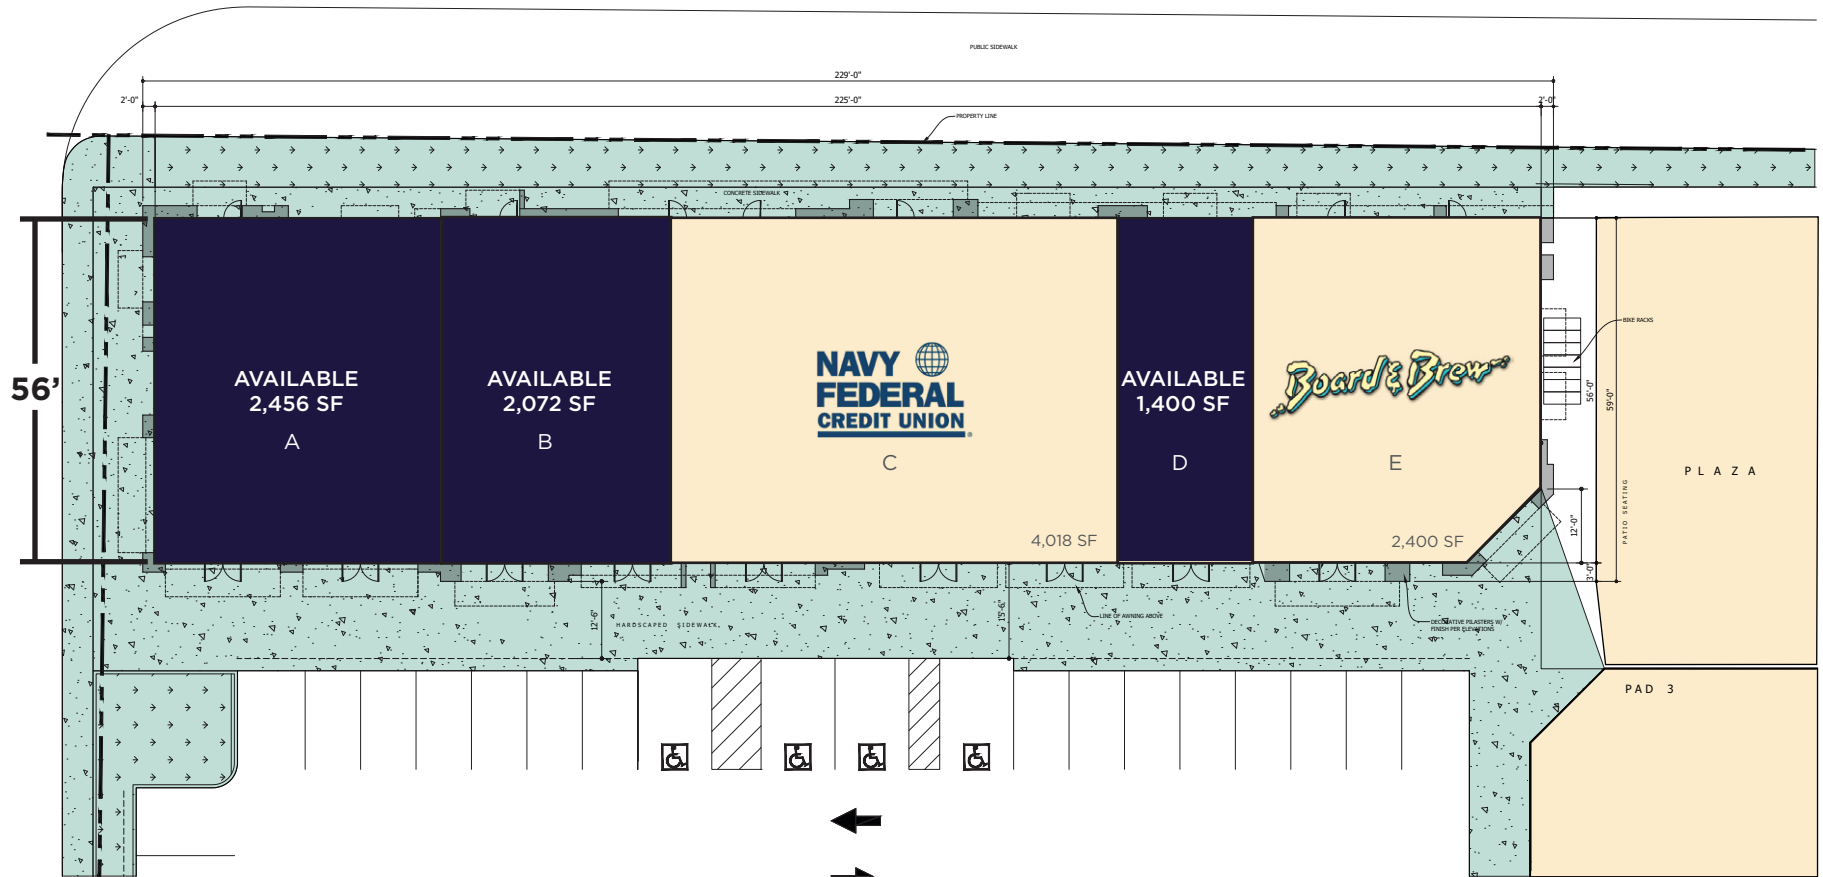 PUBLIC SIDEWALK
229'-0"
2'-0"
225'-0"
2'-0"
PROPERTY LINE
CONCRETE SIDEWALK
56'
AVAILABLE
2,456 SF
A
AVAILABLE
2,072 SF
B
NAVY
FEDERAL
CREDIT UNION
®
C
4,018 SF
AVAILABLE
1,400 SF
D
Board & Brew
E
2,400 SF
BIKE RACKS
56'-0"
59'-0"
12'-0"
3'-0"
PATIO SEATING
PLAZA
12'-6"
HARDSCAPED SIDEWALK
15'-6"
LINE OF AWNING ABOVE
DECORATIVE PILASTERS W/
FINISH PER ELEVATIONS
PAD 3